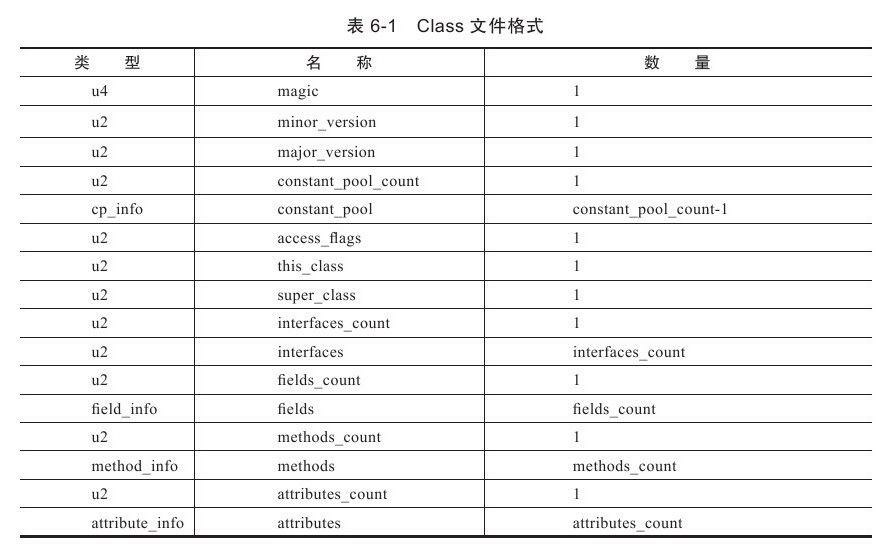 表 6-1 Class 文件格式
类 型 名 称 数 量
u4 magic 1
u2 minor_version 1
u2 major_version 1
u2 constant_pool_count 1
cp_info constant_pool constant_pool_count-1
u2 access_flags 1
u2 this_class 1
u2 super_class 1
u2 interfaces_count 1
u2 interfaces interfaces_count
u2 fields_count 1
field_info fields fields_count
u2 methods_count 1
method_info methods methods_count
u2 attributes_count 1
attribute_info attributes attributes_count